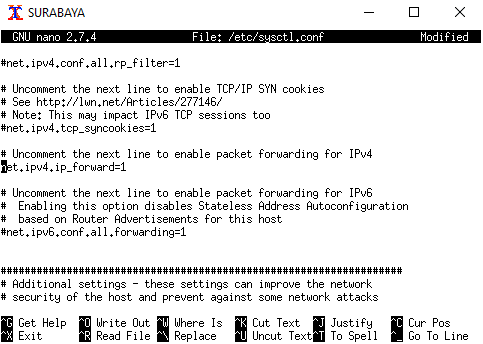 SURABAYA
GNU nano 2.7.4 File: /etc/sysctl.conf Modified
#net.ipv4.conf.all.rp_filter=1
# Uncomment the next line to enable TCP/IP SYN cookies
# See http://lwn.net/Articles/277146/
# Note: This may impact IPv6 TCP sessions too
#net.ipv4.tcp_syncookies=1
# Uncomment the next line to enable packet forwarding for IPv4
net.ipv4.ip_forward=1
# Uncomment the next line to enable packet forwarding for IPv6
#  Enabling this option disables Stateless Address Autoconfiguration
#  based on Router Advertisements for this host
#net.ipv6.conf.all.forwarding=1
###################################################################
# Additional settings - these settings can improve the network
# security of the host and prevent against some network attacks
^G Get Help ^O Write Out ^W Where Is ^K Cut Text ^J Justify ^C Cur Pos
^X Exit ^R Read File ^\ Replace ^U Uncut Text ^T To Spell ^_ Go To Line